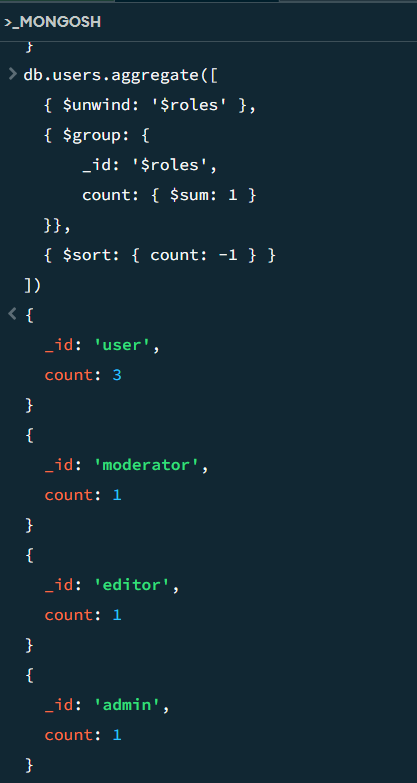 >_MONGOSH
}
> db.users.aggregate([
{ $unwind: '$roles' },
{ $group: {
_id: '$roles',
count: { $sum: 1 }
}},
{ $sort: { count: -1 } }
])
< {
_id: 'user',
count: 3
}
{
_id: 'moderator',
count: 1
}
{
_id: 'editor',
count: 1
}
{
_id: 'admin',
count: 1
}